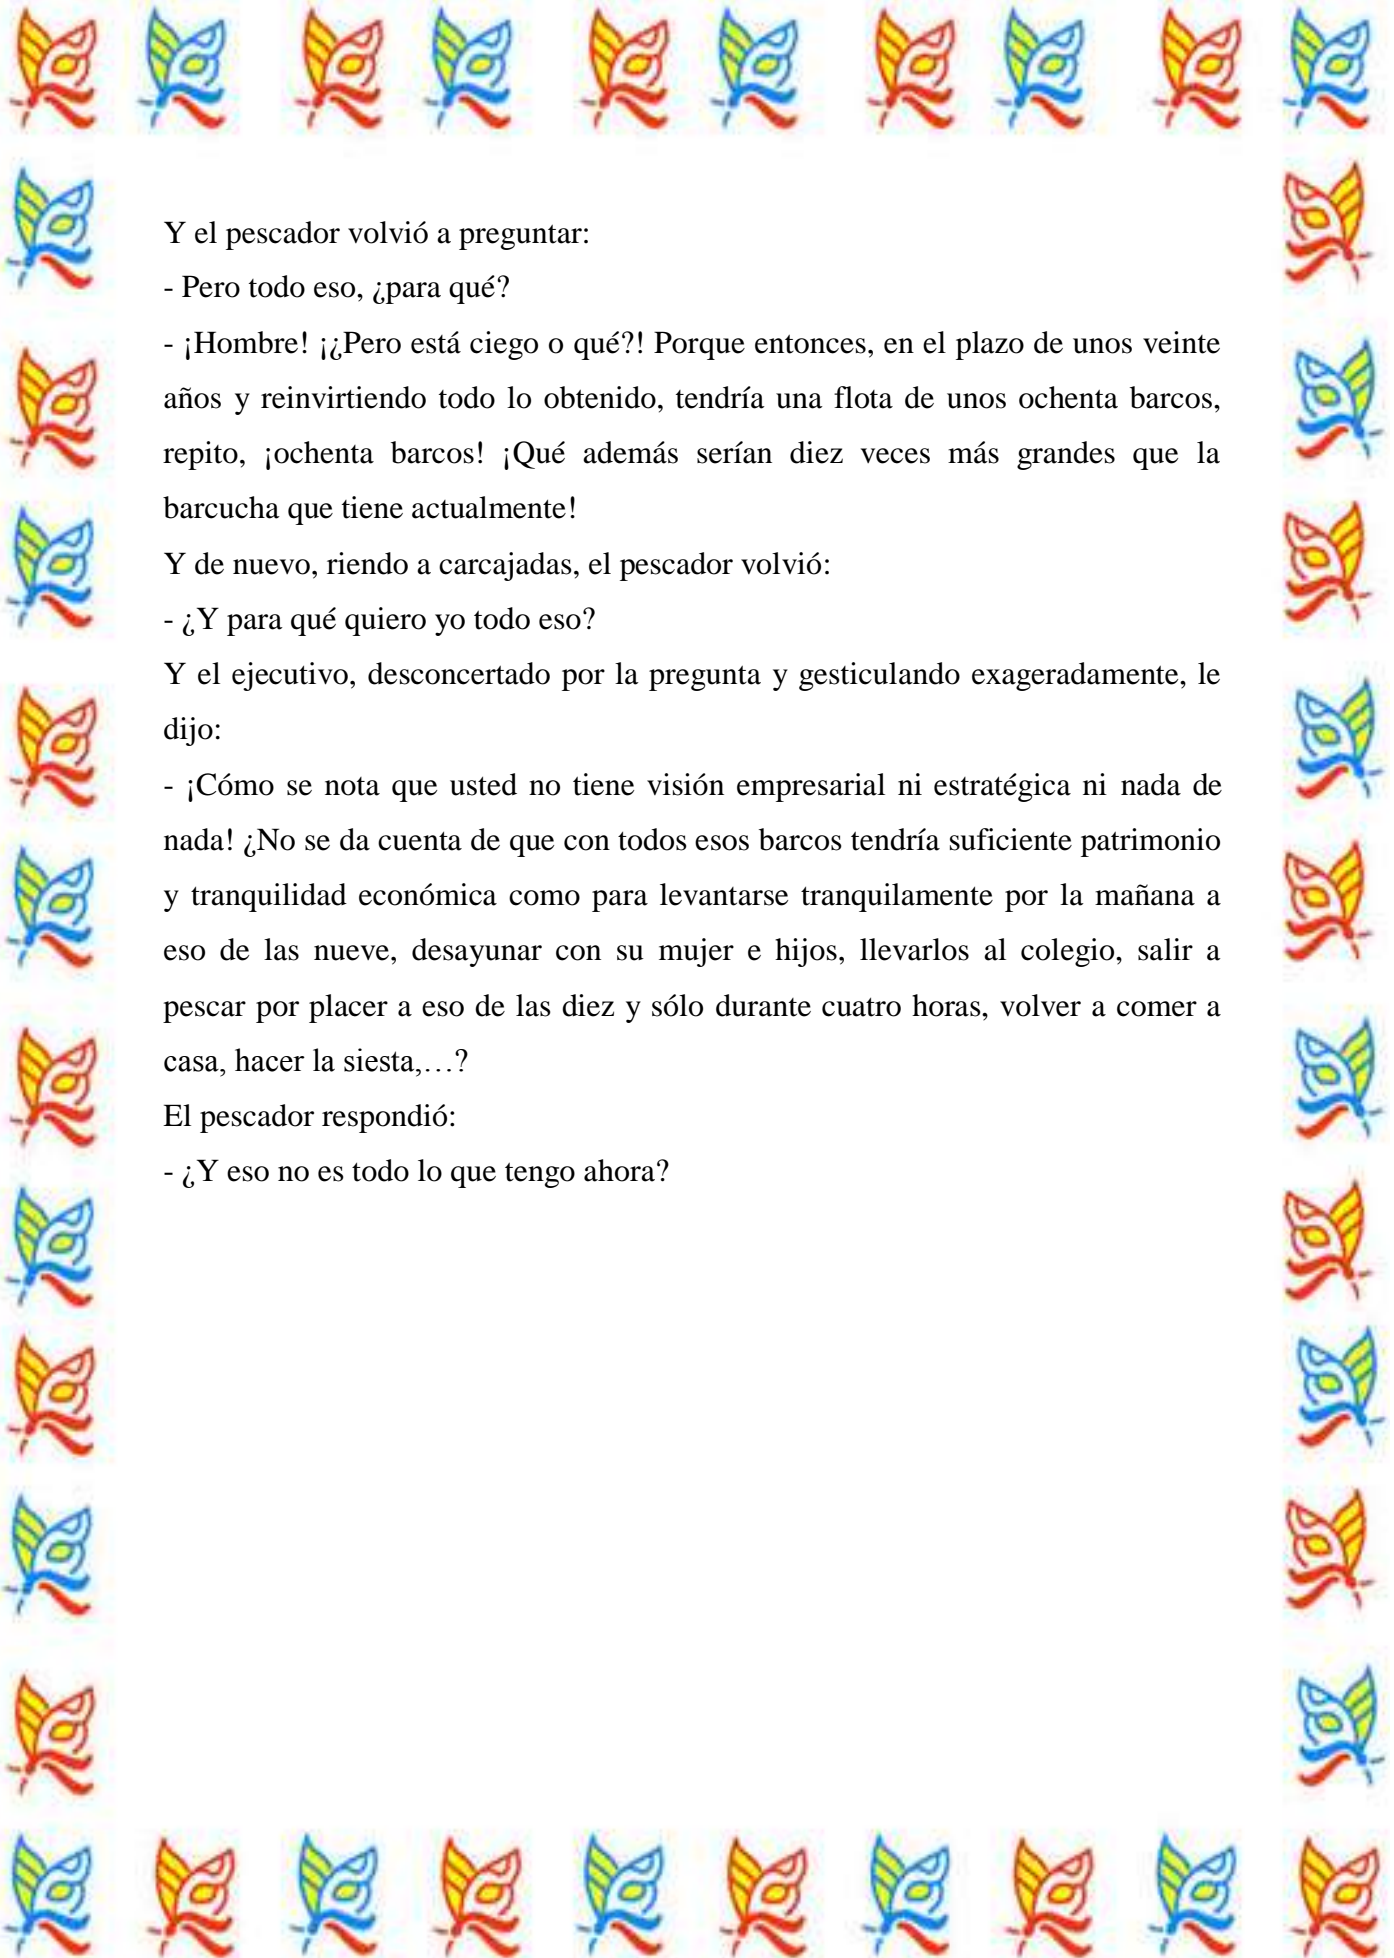 Y el pescador volvió a preguntar:
- Pero todo eso, ¿para qué?
- ¡Hombre! ¡¿Pero está ciego o qué?! Porque entonces, en el plazo de unos veinte
años y reinvirtiendo todo lo obtenido, tendría una flota de unos ochenta barcos,
repito, ¡ochenta barcos! ¡Qué además serían diez veces más grandes que la
barcucha que tiene actualmente!
Y de nuevo, riendo a carcajadas, el pescador volvió:
- ¿Y para qué quiero yo todo eso?
Y el ejecutivo, desconcertado por la pregunta y gesticulando exageradamente, le
dijo:
- ¡Cómo se nota que usted no tiene visión empresarial ni estratégica ni nada de
nada! ¿No se da cuenta de que con todos esos barcos tendría suficiente patrimonio
y tranquilidad económica como para levantarse tranquilamente por la mañana a
eso de las nueve, desayunar con su mujer e hijos, llevarlos al colegio, salir a
pescar por placer a eso de las diez y sólo durante cuatro horas, volver a comer a
casa, hacer la siesta,…?
El pescador respondió:
- ¿Y eso no es todo lo que tengo ahora?